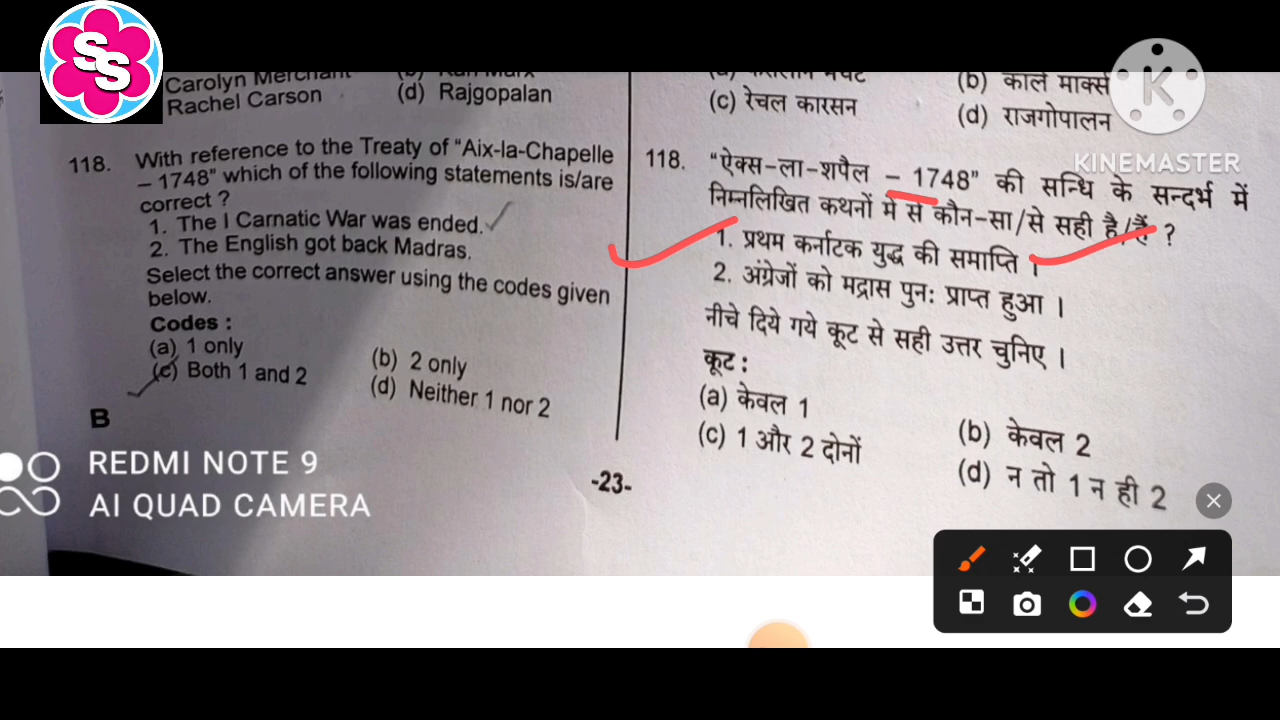 SS
Carolyn Merchant
(b) Karl Marx
Rachel Carson
(d) Rajgopalan
118. With reference to the Treaty of "Aix-la-Chapelle
– 1748" which of the following statements is/are
correct ?
1. The I Carnatic War was ended.
2. The English got back Madras.
Select the correct answer using the codes given
below.
Codes :
(a) 1 only
(b) 2 only
(c) Both 1 and 2
(d) Neither 1 nor 2
B
-23-
(b) कार्ल मार्क्स
(c) रेचल कारसन
(d) राजगोपालन
118. "ऐक्स-ला-शपैल – 1748" की सन्धि के सन्दर्भ में
निम्नलिखित कथनों में से कौन-सा/से सही है/हैं ?
1. प्रथम कर्नाटक युद्ध की समाप्ति ।
2. अंग्रेजों को मद्रास पुनः प्राप्त हुआ ।
नीचे दिये गये कूट से सही उत्तर चुनिए ।
कूट :
(a) केवल 1
(b) केवल 2
(c) 1 और 2 दोनों
(d) न तो 1 न ही 2
K
KINEMASTER
REDMI NOTE 9
AI QUAD CAMERA